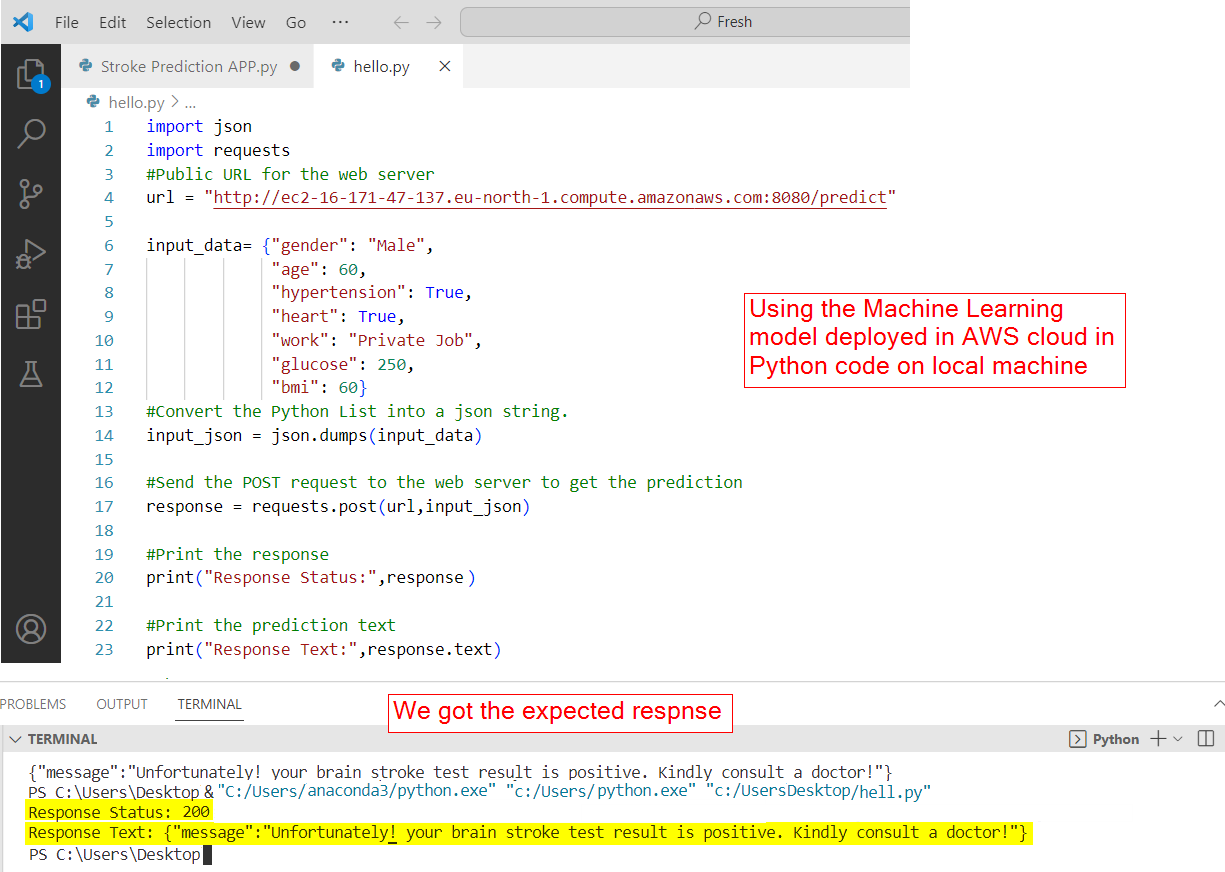 File Edit Selection View Go ··· ← → Fresh
Stroke Prediction APP.py ● hello.py ×
1
hello.py > ...
1 import json
2 import requests
3 #Public URL for the web server
4 url = "http://ec2-16-171-47-137.eu-north-1.compute.amazonaws.com:8080/predict"
5
6 input_data= {"gender": "Male",
7 "age": 60,
8 "hypertension": True,
9 "heart": True,
10 "work": "Private Job",
11 "glucose": 250,
12 "bmi": 60}
13 #Convert the Python List into a json string.
14 input_json = json.dumps(input_data)
15
16 #Send the POST request to the web server to get the prediction
17 response = requests.post(url,input_json)
18
19 #Print the response
20 print("Response Status:",response)
21
22 #Print the prediction text
23 print("Response Text:",response.text)
Using the Machine Learning
model deployed in AWS cloud in
Python code on local machine
PROBLEMS OUTPUT TERMINAL
We got the expected respnse
TERMINAL Python
{"message":"Unfortunately! your brain stroke test result is positive. Kindly consult a doctor!"}
PS C:\Users\Desktop & "C:/Users/anaconda3/python.exe" "c:/Users/python.exe" "c:/UsersDesktop/hell.py"
Response Status: 200
Response Text: {"message":"Unfortunately! your brain stroke test result is positive. Kindly consult a doctor!"}
PS C:\Users\Desktop